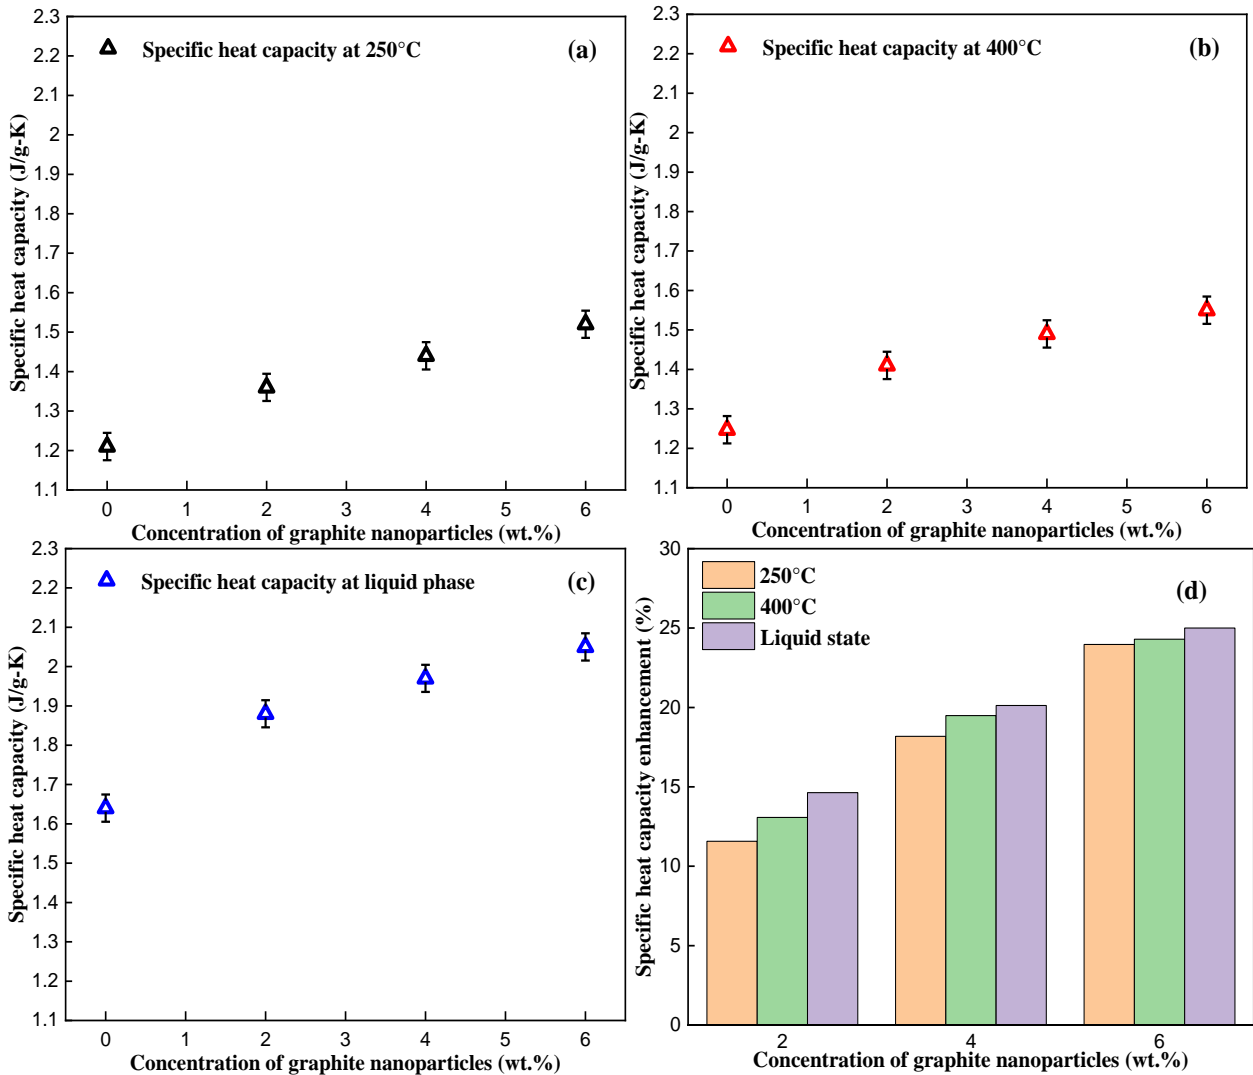 Specific heat capacity at 250°C
(a)
2.3
2.2
2.1
2
1.9
1.8
1.7
1.6
1.5
1.4
1.3
1.2
1.1
Specific heat capacity (J/g-K)
0 1 2 3 4 5 6
Concentration of graphite nanoparticles (wt.%)
Specific heat capacity at 400°C
(b)
2.3
2.2
2.1
2
1.9
1.8
1.7
1.6
1.5
1.4
1.3
1.2
1.1
Specific heat capacity (J/g-K)
0 1 2 3 4 5 6
Concentration of graphite nanoparticles (wt.%)
Specific heat capacity at liquid phase
(c)
2.3
2.2
2.1
2
1.9
1.8
1.7
1.6
1.5
1.4
1.3
1.2
1.1
Specific heat capacity (J/g-K)
0 1 2 3 4 5 6
Concentration of graphite nanoparticles (wt.%)
250°C
400°C
Liquid state
(d)
30
25
20
15
10
5
0
Specific heat capacity enhancement (%)
2 4 6
Concentration of graphite nanoparticles (wt.%)